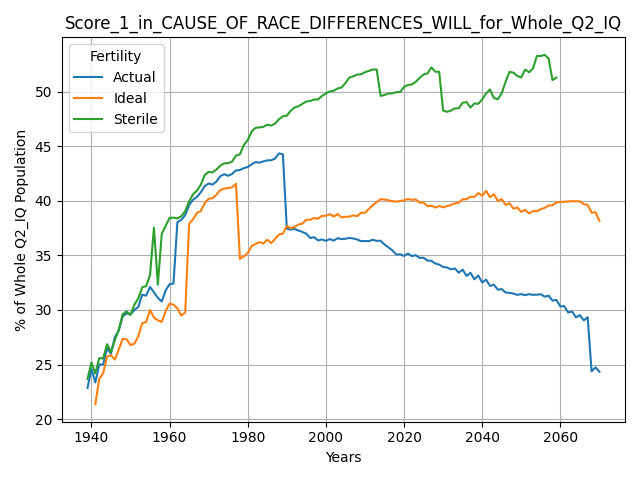 Score_1_in_CAUSE_OF_RACE_DIFFERENCES_WILL_for_Whole_Q2_IQ
Fertility
Actual
Ideal
Sterile
% of Whole Q2_IQ Population
50
45
40
35
30
25
20
1940 1960 1980 2000 2020 2040 2060
Years